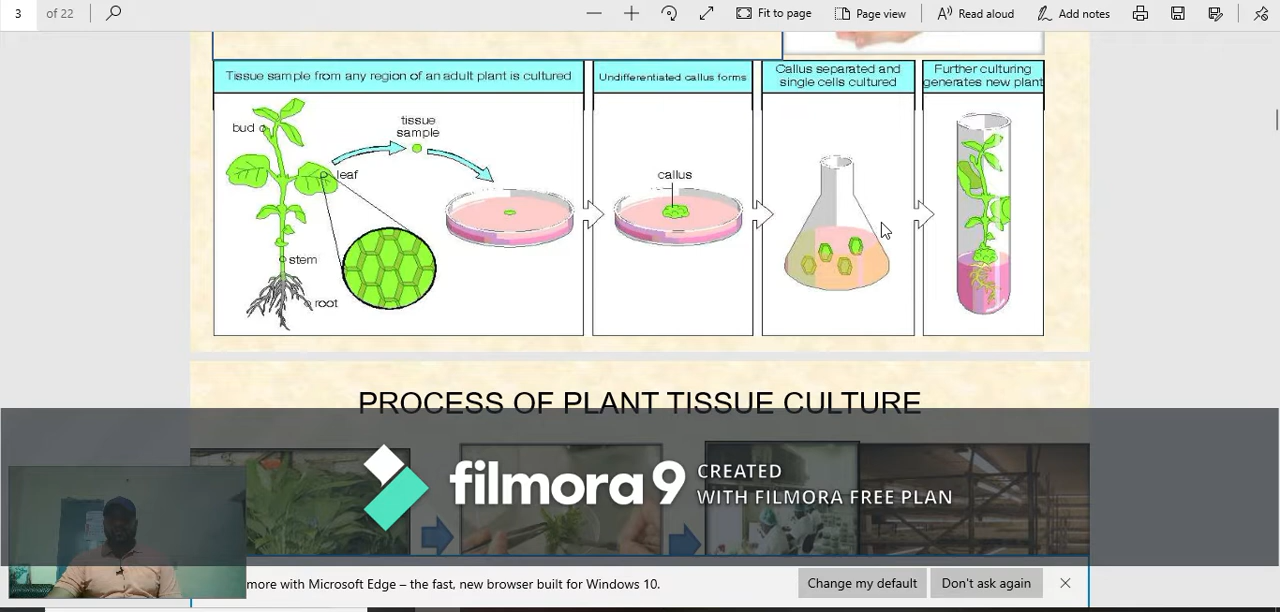 3 of 22 Fit to page Page view Read aloud Add notes
Tissue sample from any region of an adult plant is cultured
Undifferentiated callus forms
Callus separated and
single cells cultured
Further culturing
generates new plant
bud
tissue
sample
leaf
stem
root
callus
PROCESS OF PLANT TISSUE CULTURE
filmora9
CREATED
WITH FILMORA FREE PLAN
more with Microsoft Edge – the fast, new browser built for Windows 10.
Change my default
Don't ask again